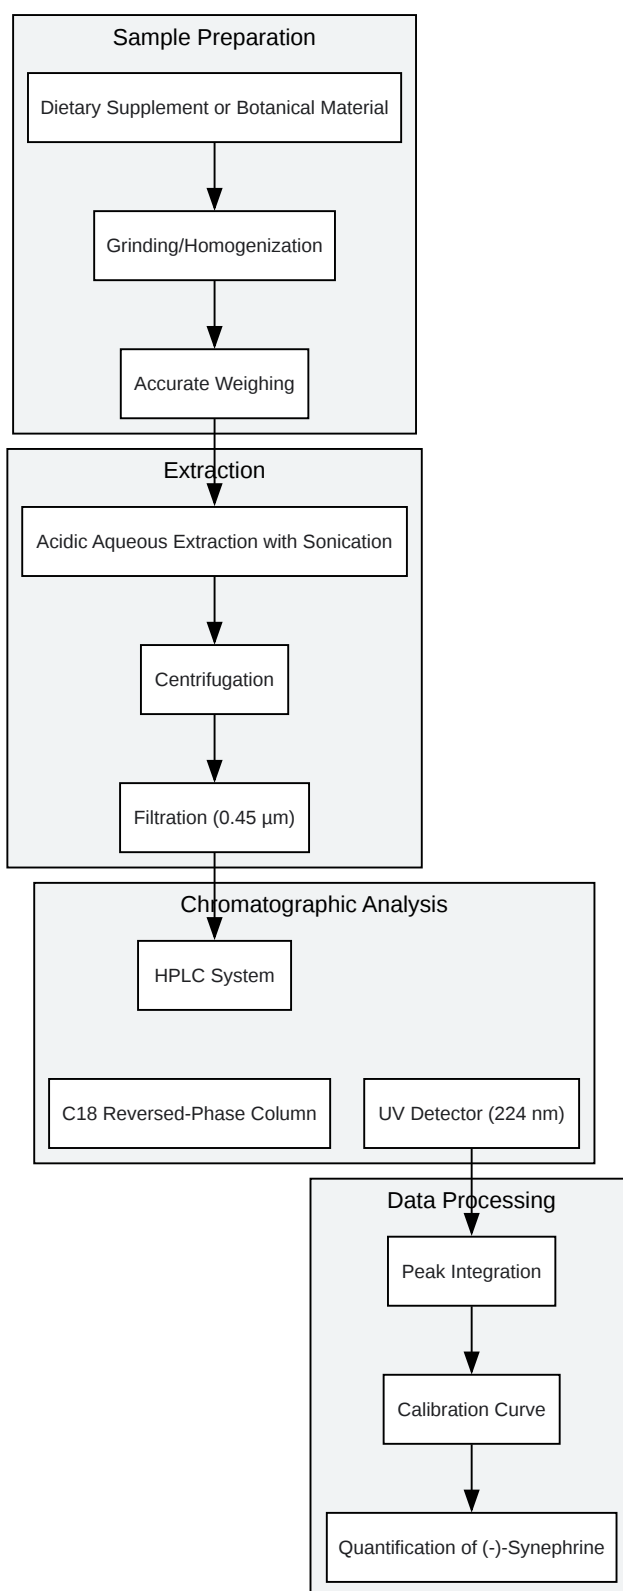 Sample Preparation
Dietary Supplement or Botanical Material
Grinding/Homogenization
Accurate Weighing
Extraction
Acidic Aqueous Extraction with Sonication
Centrifugation
Filtration (0.45 µm)
Chromatographic Analysis
HPLC System
C18 Reversed-Phase Column
UV Detector (224 nm)
Data Processing
Peak Integration
Calibration Curve
Quantification of (-)-Synephrine